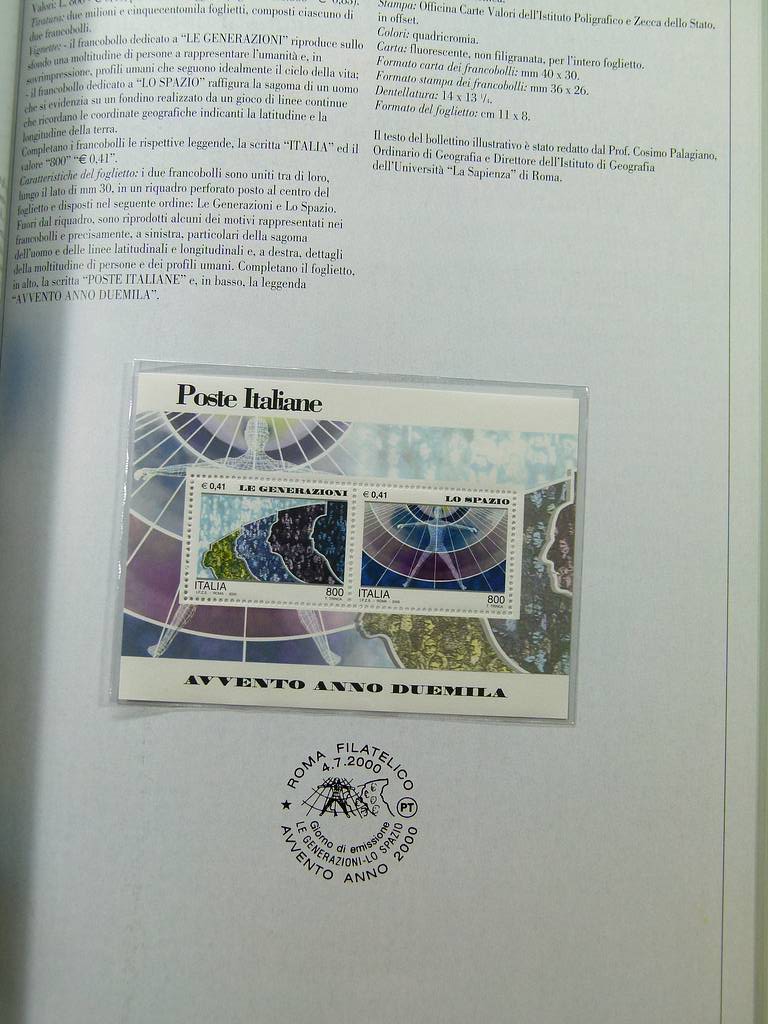 Valori: L. 800 -
Tiratura: due milioni e cinquecentomila foglietti, composti ciascuno di
due francobolli.
Vignette: - il francobollo dedicato a “LE GENERAZIONI” riproduce sullo
sfondo una moltitudine di persone a rappresentare l'umanità e, in
sovrimpressione, profili umani che seguono idealmente il ciclo della vita;
- il francobollo dedicato a “LO SPAZIO” raffigura la sagoma di un uomo
che si evidenzia su un fondino realizzato da un gioco di linee continue
che ricordano le coordinate geografiche indicanti la latitudine e la
longitudine della terra.
Completano i francobolli le rispettive leggende, la scritta “ITALIA” ed il
valore “800” “€ 0,41”.
Caratteristiche del foglietto: i due francobolli sono uniti tra di loro,
lungo il lato di mm 30, in un riquadro perforato posto al centro del
foglietto e disposti nel seguente ordine: Le Generazioni e Lo Spazio.
Fuori dal riquadro, sono riprodotti alcuni dei motivi rappresentati nei
francobolli e precisamente, a sinistra, particolari della sagoma
dell'uomo e delle linee latitudinali e longitudinali e, a destra, dettagli
della moltitudine di persone e dei profili umani. Completano il foglietto,
in alto, la scritta “POSTE ITALIANE” e, in basso, la leggenda
“AVVENTO ANNO DUEMILA”.
Stampa: Officina Carte Valori dell'Istituto Poligrafico e Zecca dello Stato,
in offset.
Colori: quadricromia.
Carta: fluorescente, non filigranata, per l'intero foglietto.
Formato carta dei francobolli: mm 40 x 30.
Formato stampa dei francobolli: mm 36 x 26.
Dentellatura: 14 x 13 ¹/₄.
Formato del foglietto: cm 11 x 8.
Il testo del bollettino illustrativo è stato redatto dal Prof. Cosimo Palagiano,
Ordinario di Geografia e Direttore dell'Istituto di Geografia
dell'Università “La Sapienza” di Roma.
Poste Italiane
€ 0,41 LE GENERAZIONI
ITALIA 800
I.P.Z.S. - ROMA - 2000 T. TRINCA
€ 0,41 LO SPAZIO
ITALIA 800
I.P.Z.S. - ROMA - 2000 T. TRINCA
AVVENTO ANNO DUEMILA
ROMA FILATELICO
4.7.2000
PT
Giorno di emissione
LE GENERAZIONI-LO SPAZIO
AVVENTO ANNO 2000